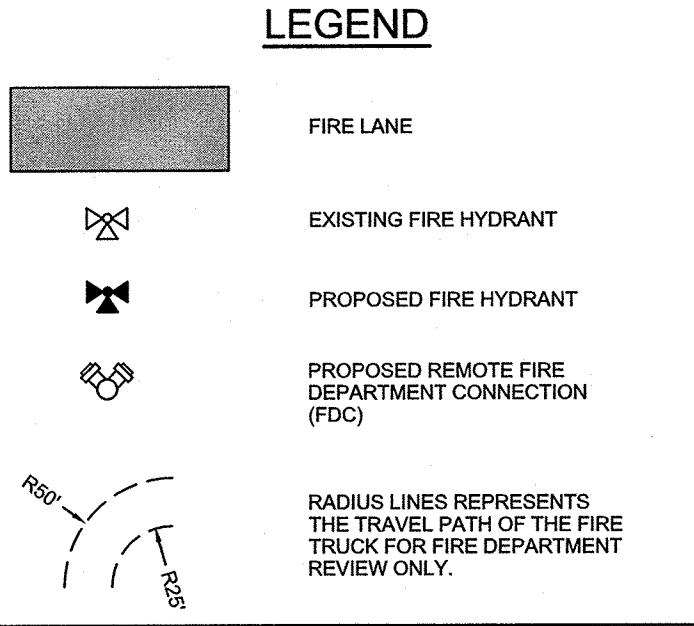 LEGEND
FIRE LANE
EXISTING FIRE HYDRANT
PROPOSED FIRE HYDRANT
PROPOSED REMOTE FIRE
DEPARTMENT CONNECTION
(FDC)
R50'
R25'
RADIUS LINES REPRESENTS
THE TRAVEL PATH OF THE FIRE
TRUCK FOR FIRE DEPARTMENT
REVIEW ONLY.